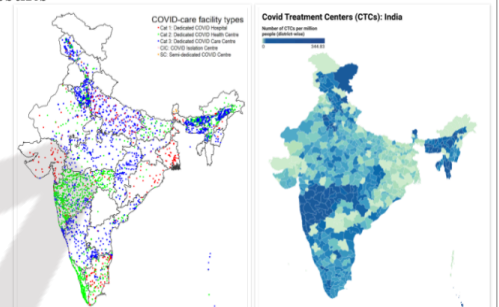 COVID-care facility types
Cat 1: Dedicated COVID Hospital
Cat 2: Dedicated COVID Health Centre
Cat 3: Dedicated COVID Care Centre
CIC: COVID Isolation Centre
SC: Semi-dedicated COVID Centre
Covid Treatment Centers (CTCs): India
Number of CTCs per million
people (district-wise)
0